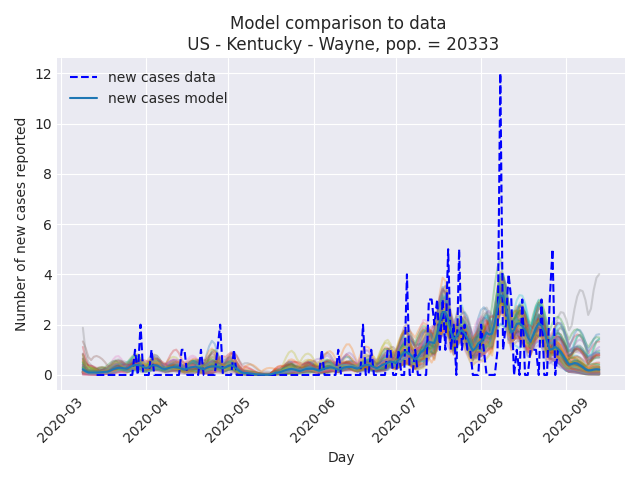 Model comparison to data
US - Kentucky - Wayne, pop. = 20333
new cases data
new cases model
Number of new cases reported
12
10
8
6
4
2
0
2020-03
2020-04
2020-05
2020-06
2020-07
2020-08
2020-09
Day